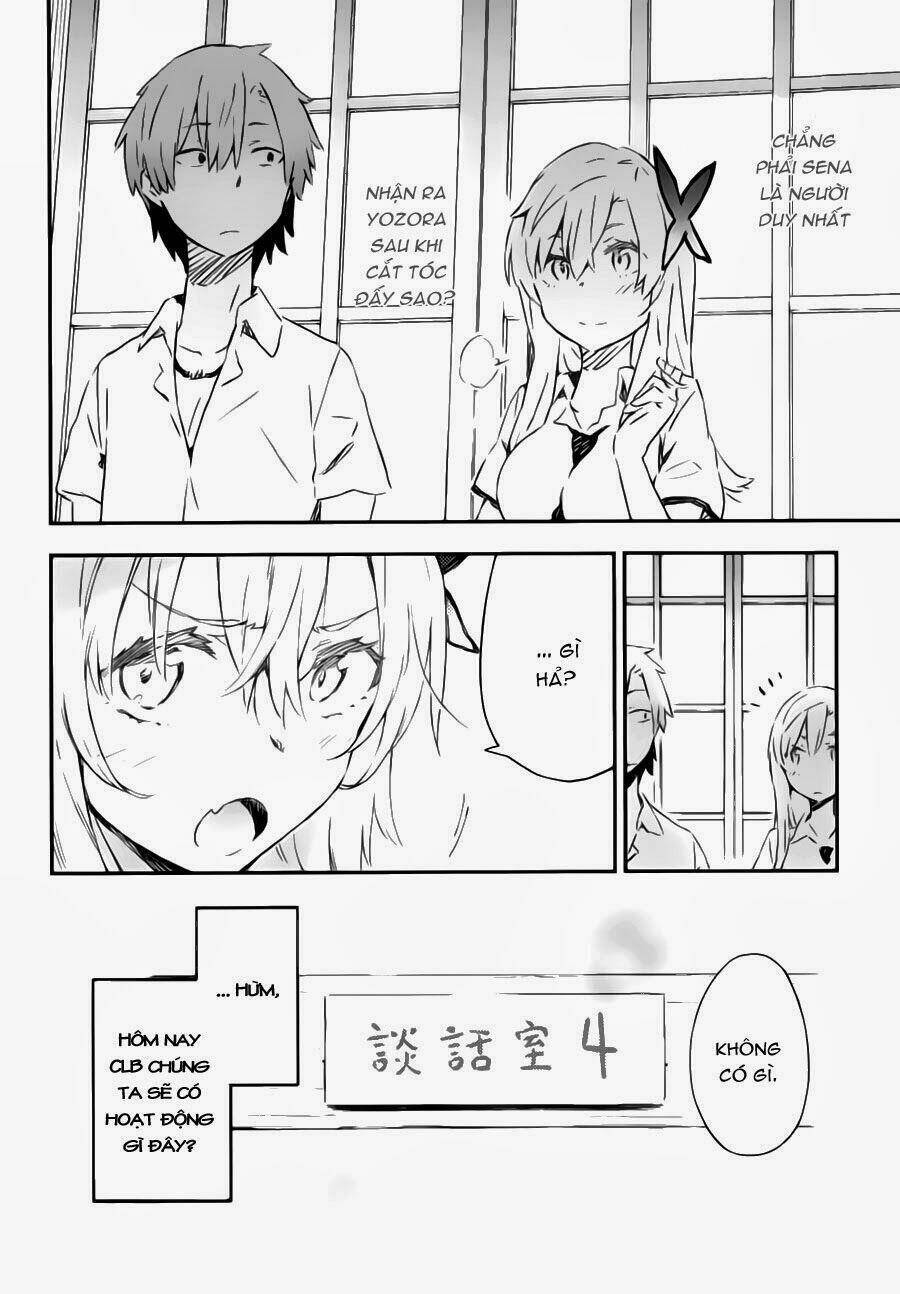 CHẲNG
PHẢI SENA
LÀ NGƯỜI
DUY NHẤT
NHẬN RA
YOZORA
SAU KHI
CẮT TÓC
ĐẤY SAO?
... GÌ
HẢ?
KHÔNG
CÓ GÌ.
談話室4
... HỪM,
HÔM NAY
CLB CHÚNG
TA SẼ CÓ
HOẠT ĐỘNG
GÌ ĐÂY?